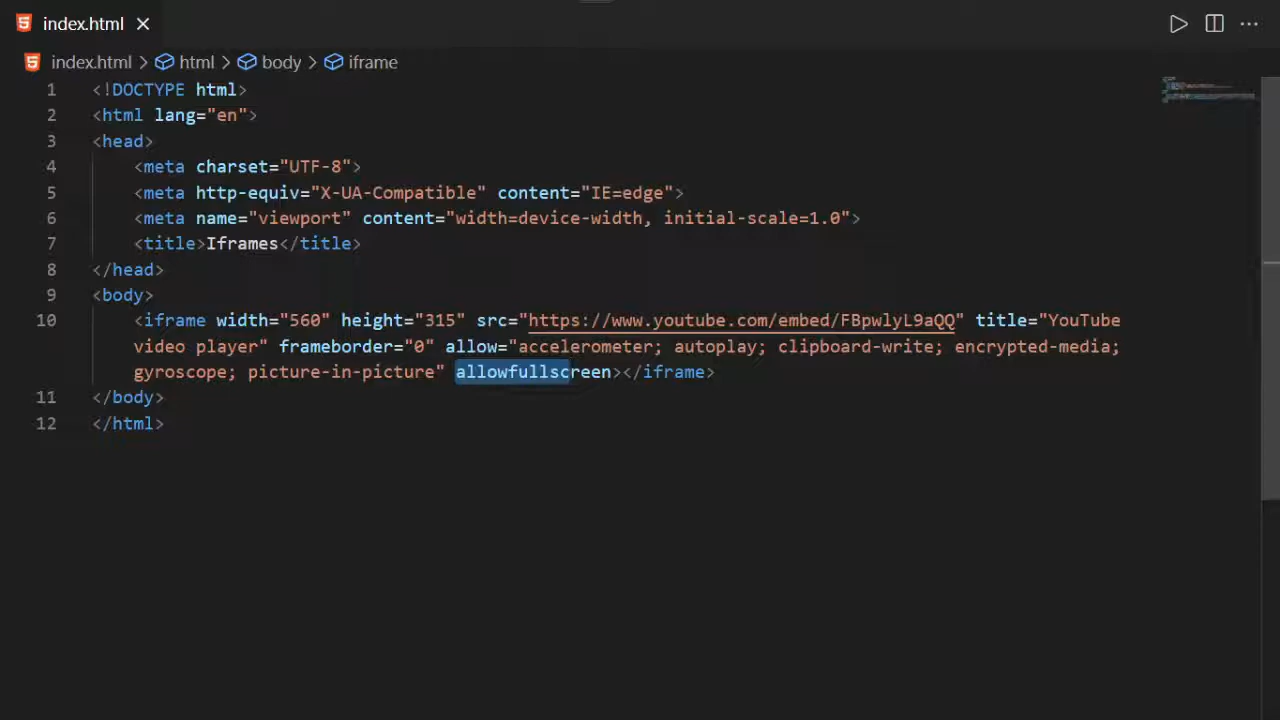 index.html
index.html > html > body > iframe
1 <!DOCTYPE html>
2 <html lang="en">
3 <head>
4 <meta charset="UTF-8">
5 <meta http-equiv="X-UA-Compatible" content="IE=edge">
6 <meta name="viewport" content="width=device-width, initial-scale=1.0">
7 <title>Iframes</title>
8 </head>
9 <body>
10 <iframe width="560" height="315" src="https://www.youtube.com/embed/FBpwlyL9aQQ" title="YouTube
video player" frameborder="0" allow="accelerometer; autoplay; clipboard-write; encrypted-media;
gyroscope; picture-in-picture" allowfullscreen></iframe>
11 </body>
12 </html>